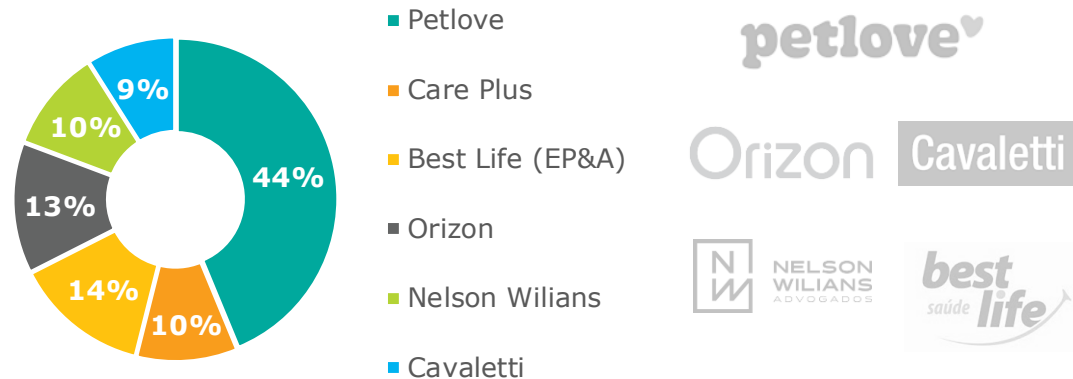 9%
10%
13%
14%
10%
44%
Petlove
Care Plus
Best Life (EP&A)
Orizon
Nelson Wilians
Cavaletti
petlove
Orizon
Cavaletti
N
W
NELSON
WILIANS
ADVOGADOS
best
saúde life